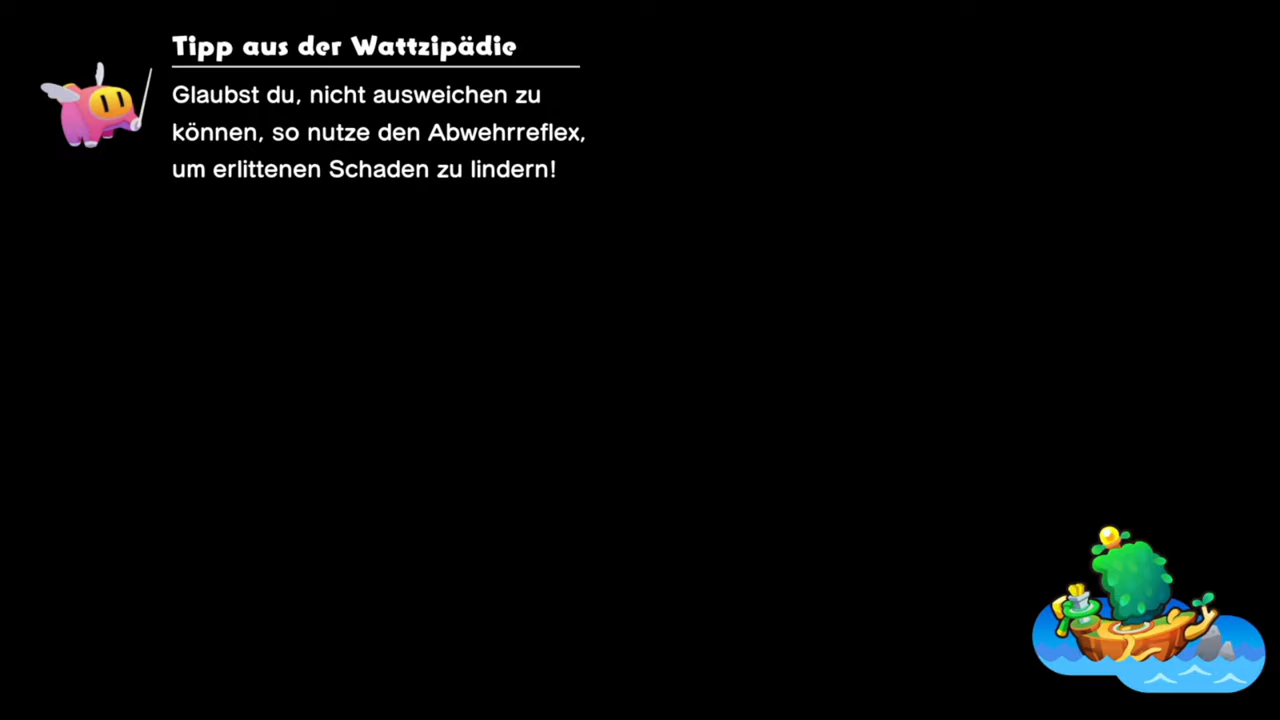 Tipp aus der Wattzipädie
Glaubst du, nicht ausweichen zu
können, so nutze den Abwehrreflex,
um erlittenen Schaden zu lindern!